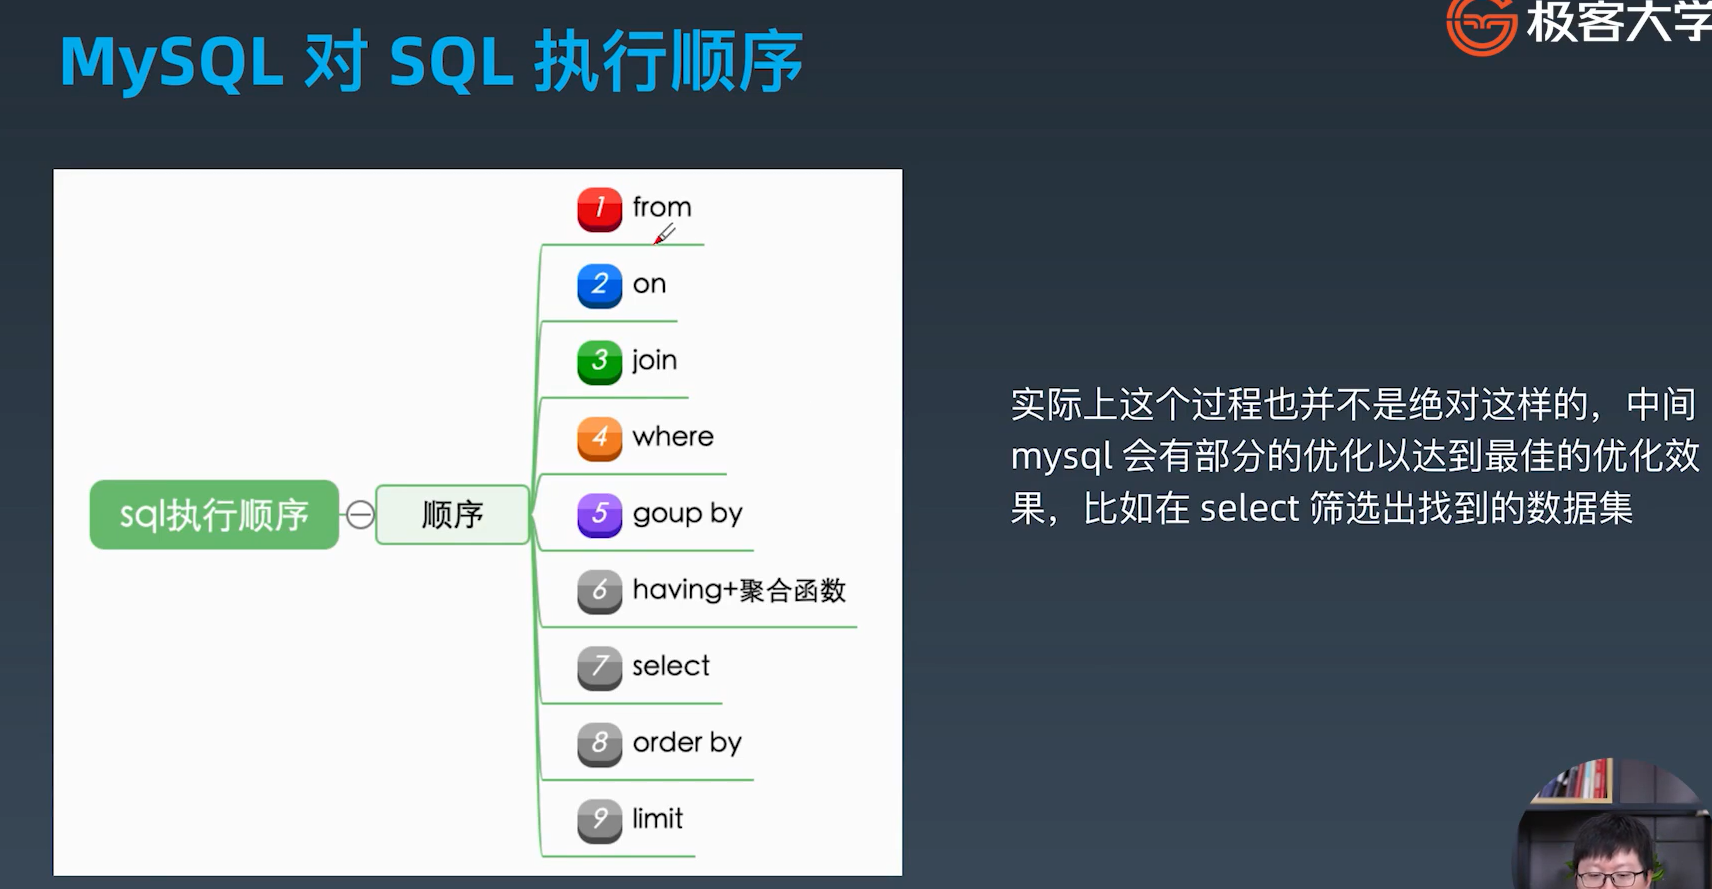 MySQL 对 SQL 执行顺序
极客大学
1 from
2 on
3 join
4 where
5 goup by
6 having+聚合函数
7 select
8 order by
9 limit
sql执行顺序
顺序
实际上这个过程也并不是绝对这样的，中间
mysql 会有部分的优化以达到最佳的优化效
果，比如在 select 筛选出找到的数据集